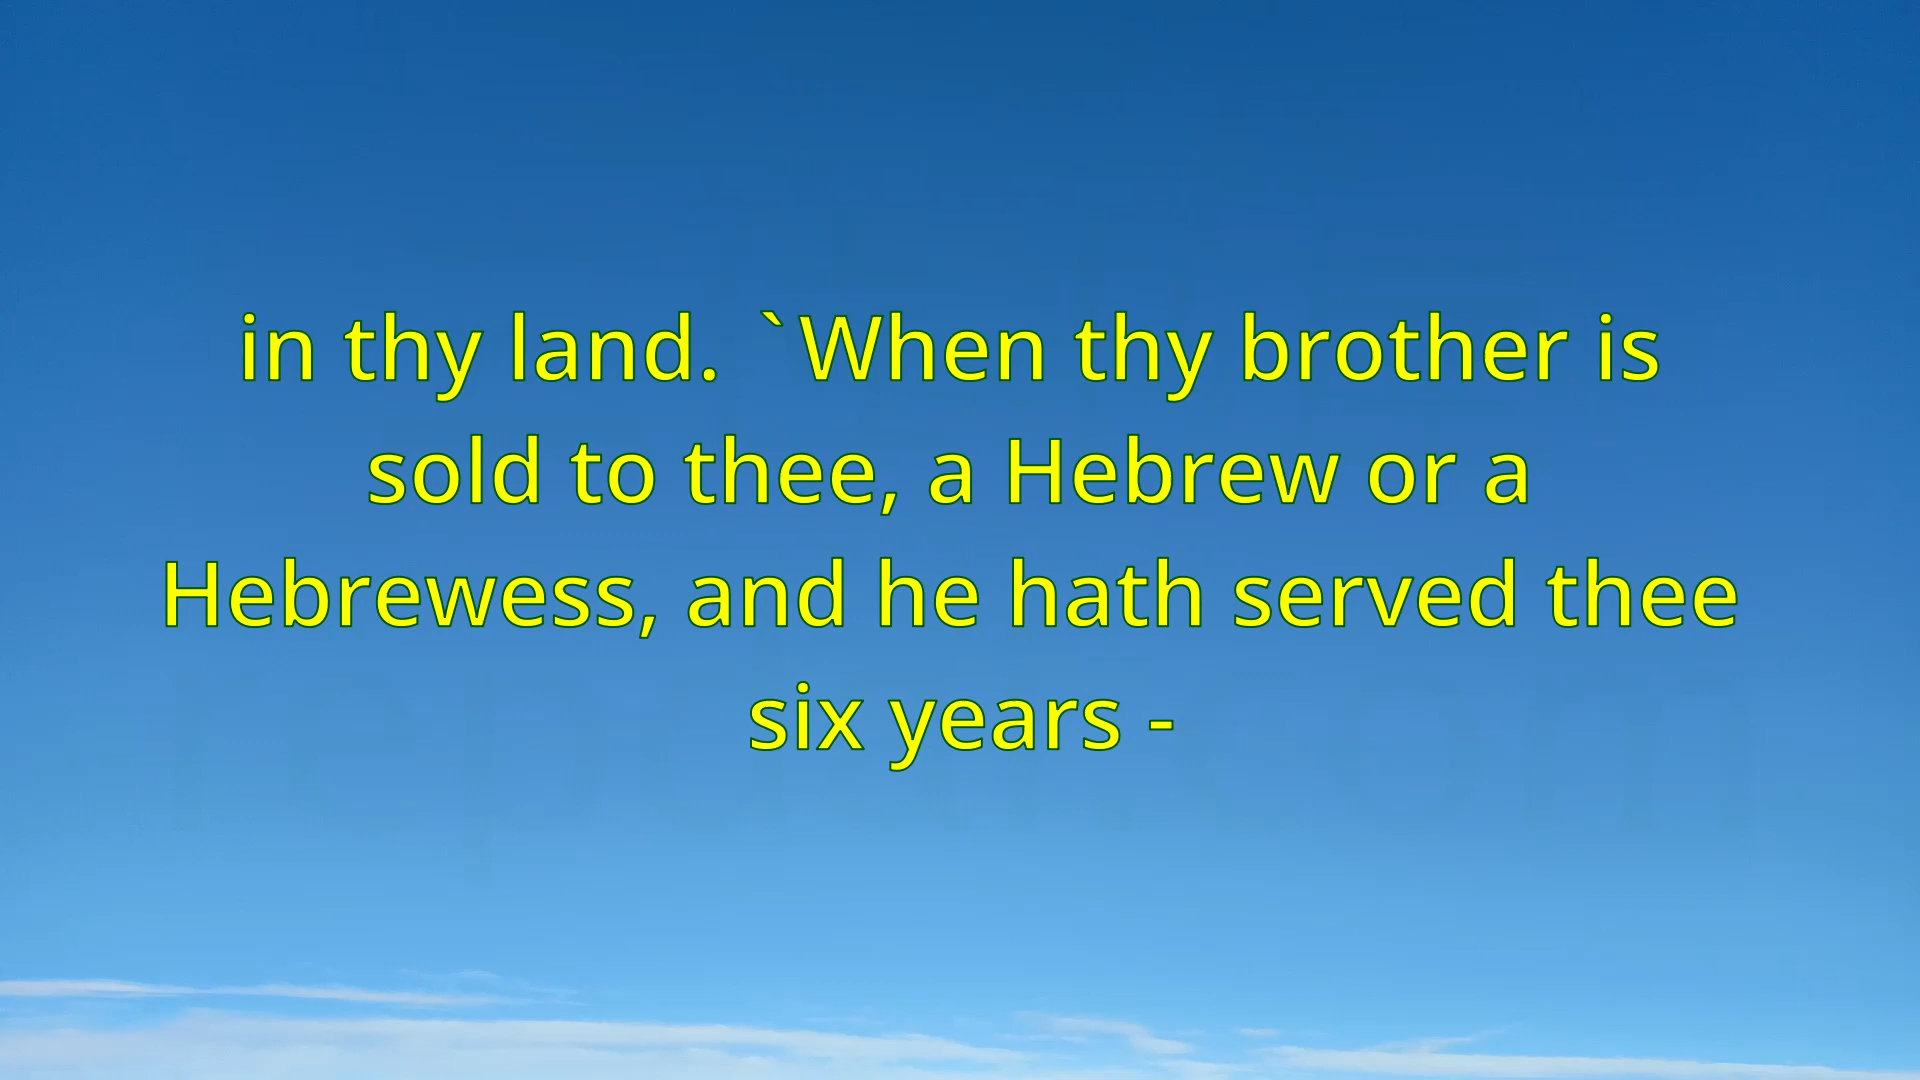 in thy land. `When thy brother is
sold to thee, a Hebrew or a
Hebrewess, and he hath served thee
six years -